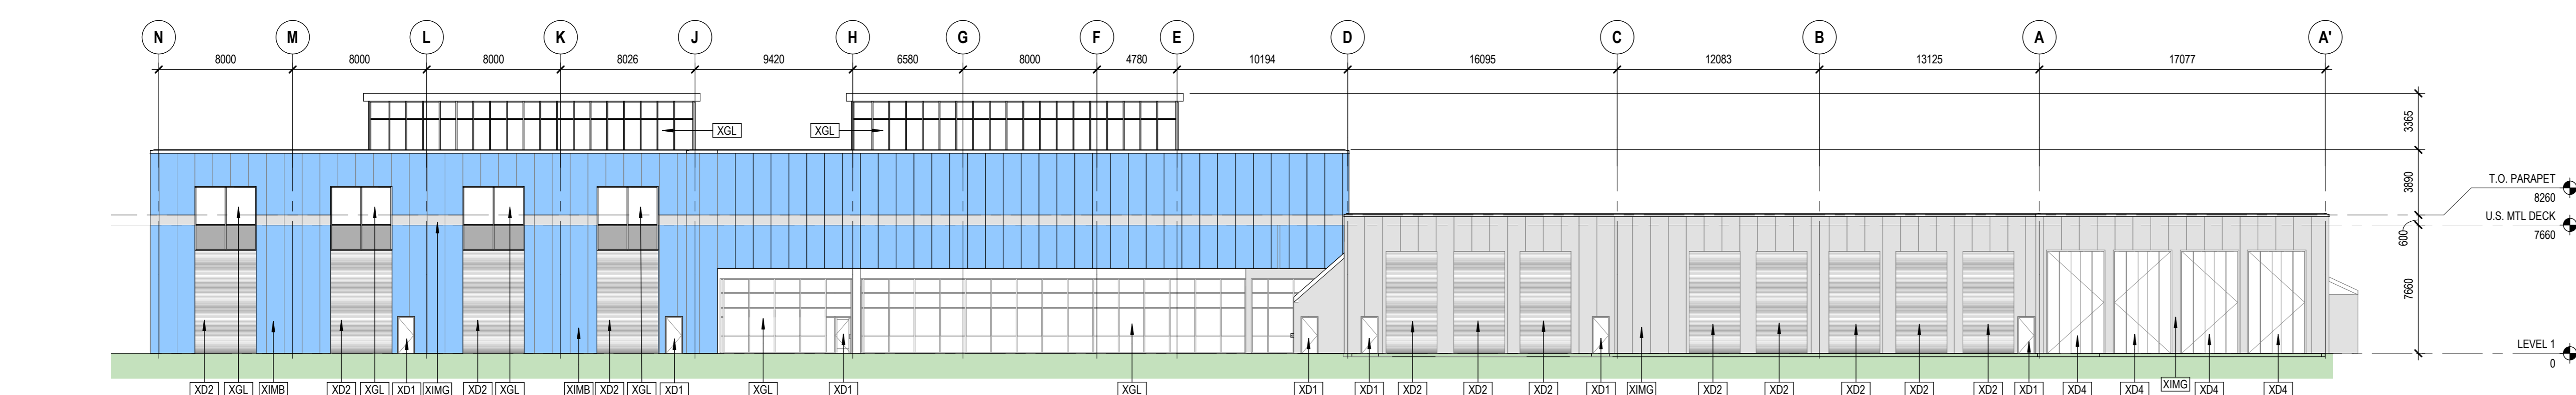 N M L K J H G F E D C B A A'
8000 8000 8000 8026 9420 6580 8000 4780 10194 16095 12083 13125 17077
3365
XGL XGL
3890
T.O. PARAPET
8260
U.S. MTL DECK
7660
600
7660
LEVEL 1
0
XD2 XGL XIMB XD2 XGL XD1 XIMG XD2 XGL XIMB XD2 XGL XD1 XGL XD1 XGL XD1 XD1 XD2 XD2 XD2 XD1 XIMG XD2 XD2 XD2 XD2 XD2 XD1 XD4 XD4 XIMG XD4 XD4